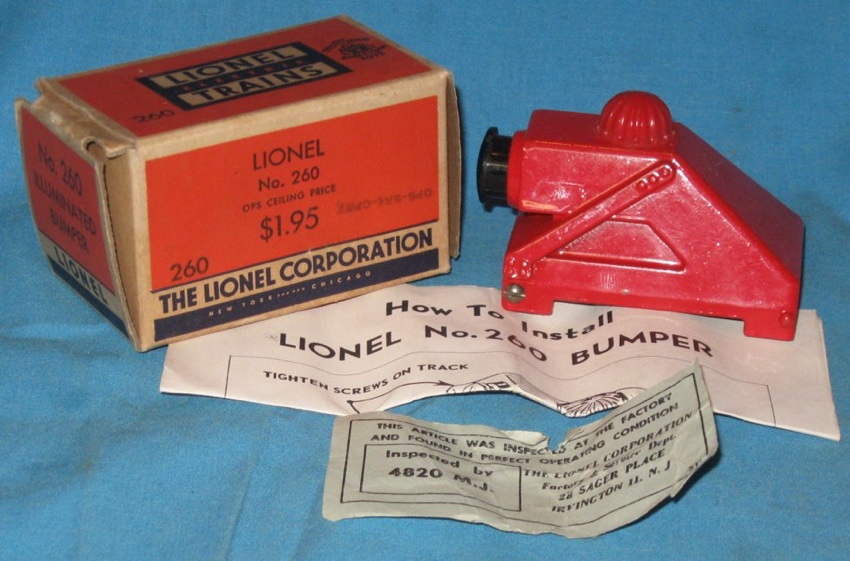 LIONEL
ELECTRIC
TRAINS
260
No. 260
ILLUMINATED
BUMPER
LIONEL
LIONEL
No. 260
OPS CEILING PRICE
$1.95
260
THE LIONEL CORPORATION
NEW YORK ...... CHICAGO
How To Install
LIONEL No. 260 BUMPER
TIGHTEN SCREWS ON TRACK
THIS ARTICLE WAS INSPECTED AT THE FACTORY
AND FOUND IN PERFECT OPERATING CONDITION
Inspected by
4820 M.J.
THE LIONEL CORPORATION
Factory & Service Dept.
28 SAGER PLACE
IRVINGTON 11, N. J.